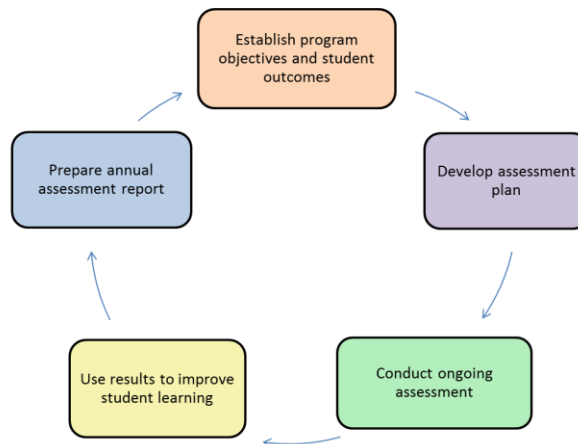 Establish program
objectives and student
outcomes
Develop assessment
plan
Conduct ongoing
assessment
Use results to improve
student learning
Prepare annual
assessment report